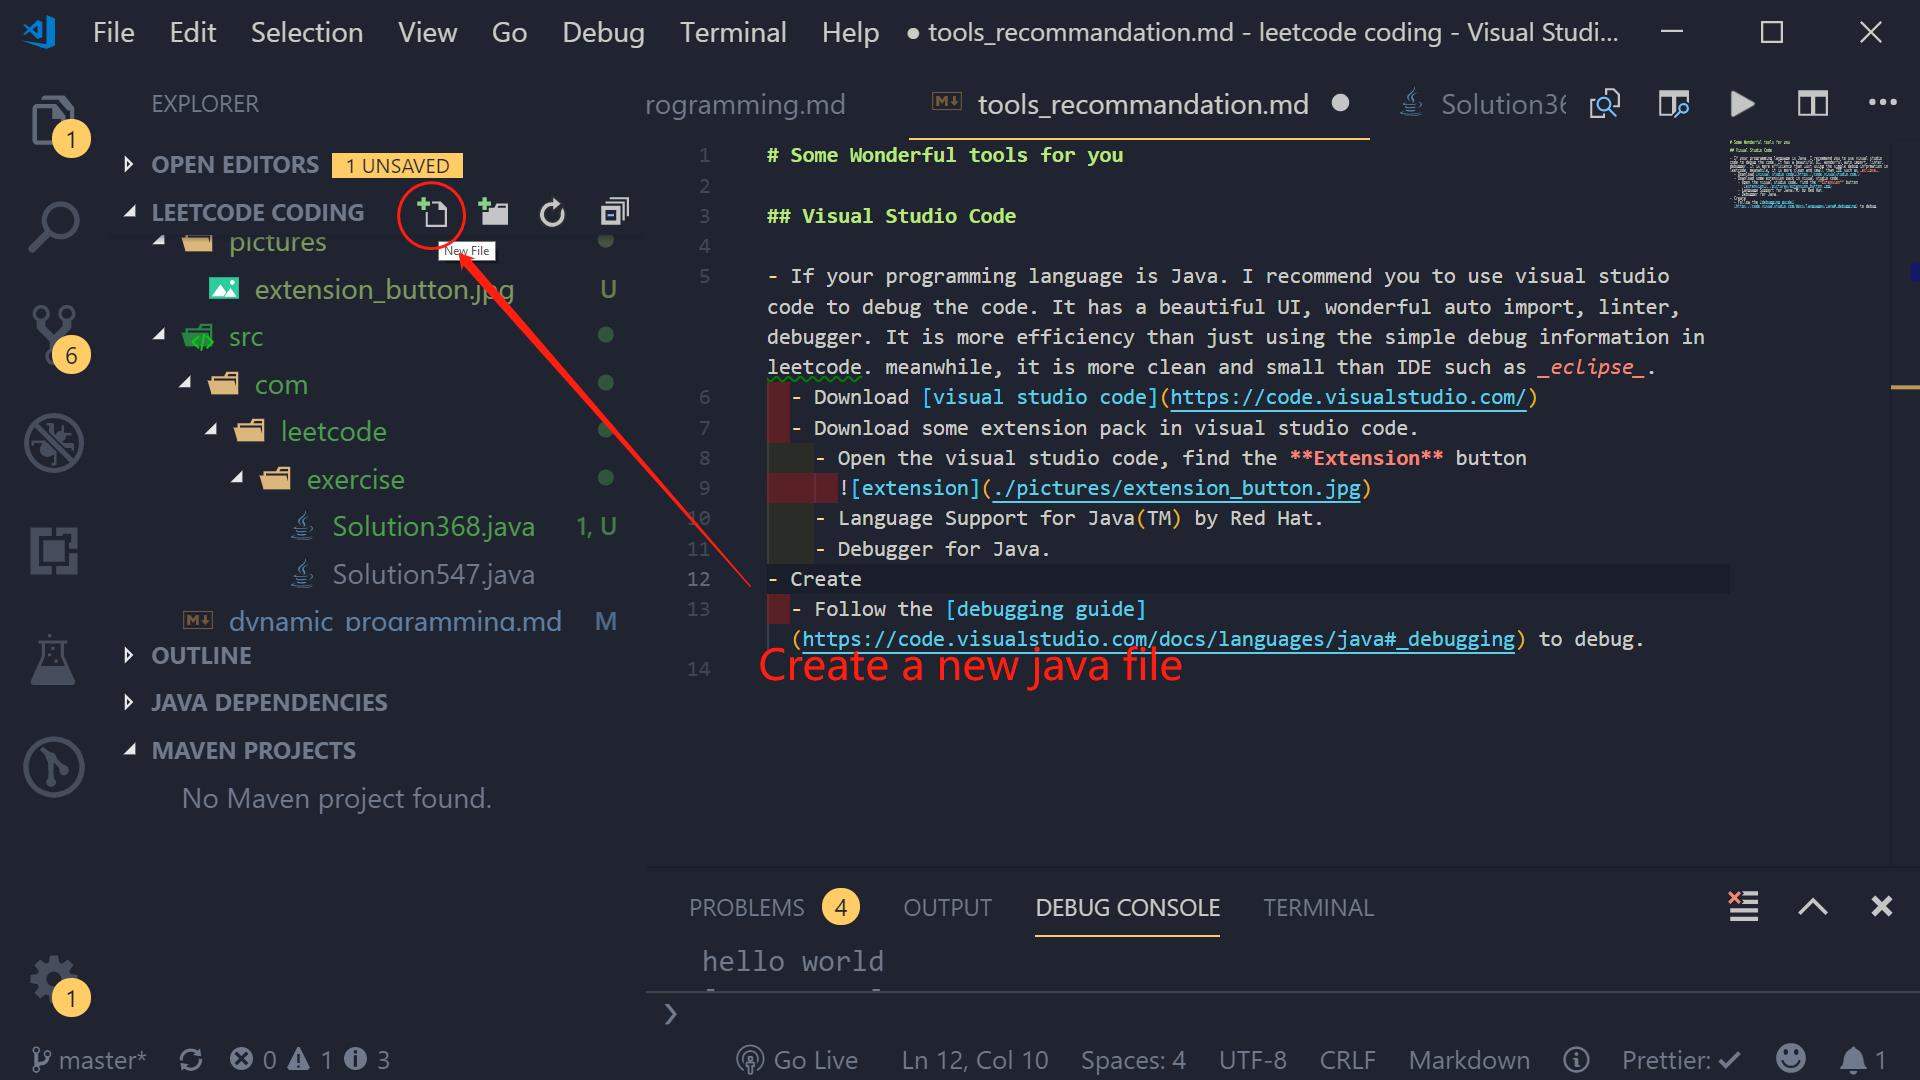 File Edit Selection View Go Debug Terminal Help ● tools_recommandation.md - leetcode coding - Visual Studi...
EXPLORER
rogramming.md
tools_recommandation.md
Solution36
1
OPEN EDITORS 1 UNSAVED
LEETCODE CODING
New File
pictures
extension_button.jpg U
src
6
com
leetcode
exercise
Solution368.java 1, U
Solution547.java
dynamic_programming.md M
OUTLINE
JAVA DEPENDENCIES
MAVEN PROJECTS
No Maven project found.
1
1 # Some Wonderful tools for you
2
3 ## Visual Studio Code
4
5 - If your programming language is Java. I recommend you to use visual studio
code to debug the code. It has a beautiful UI, wonderful auto import, linter,
debugger. It is more efficiency than just using the simple debug information in
leetcode. meanwhile, it is more clean and small than IDE such as _eclipse_.
6 - Download [visual studio code](https://code.visualstudio.com/)
7 - Download some extension pack in visual studio code.
8 - Open the visual studio code, find the **Extension** button
9 ![extension](./pictures/extension_button.jpg)
10 - Language Support for Java(TM) by Red Hat.
11 - Debugger for Java.
12 - Create
13 - Follow the [debugging guide]
(https://code.visualstudio.com/docs/languages/java#_debugging) to debug.
14
Create a new java file
PROBLEMS 4 OUTPUT DEBUG CONSOLE TERMINAL
hello world
master* 0 1 3 Go Live Ln 12, Col 10 Spaces: 4 UTF-8 CRLF Markdown Prettier: ✓ 1